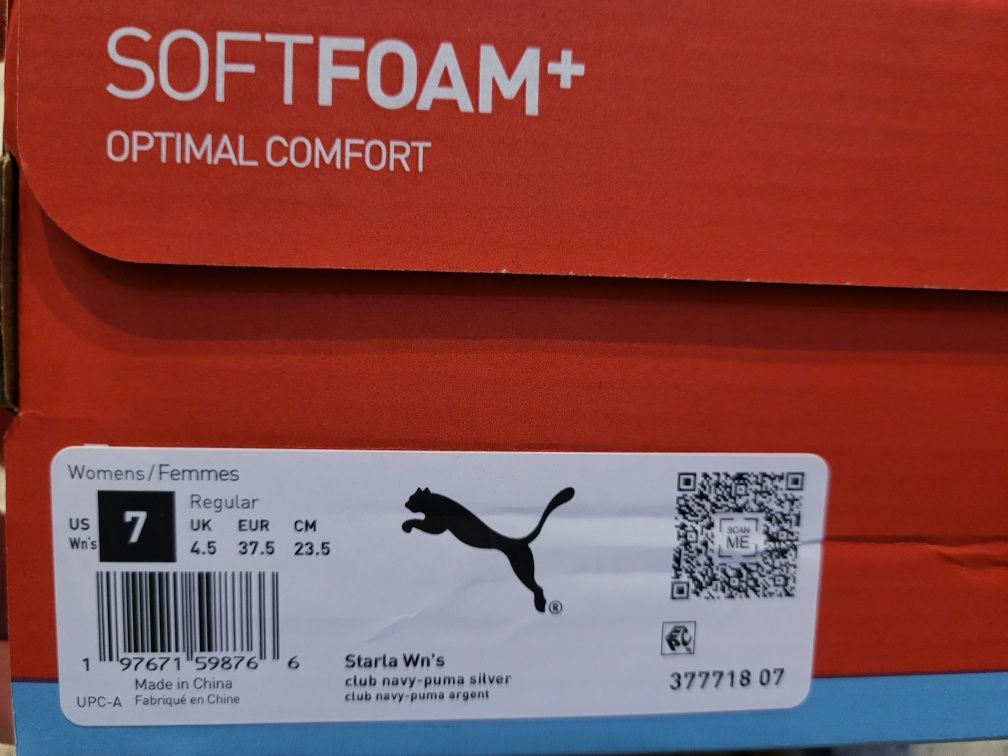 SOFTFOAM+
OPTIMAL COMFORT
Womens/Femmes
US Wn's
7
Regular
UK EUR CM
4.5 37.5 23.5
1 97671 59876 6
Made in China
UPC-A Fabriqué en Chine
®
Starla Wn's
club navy-puma silver
club navy-puma argent
SCAN
ME
377718 07